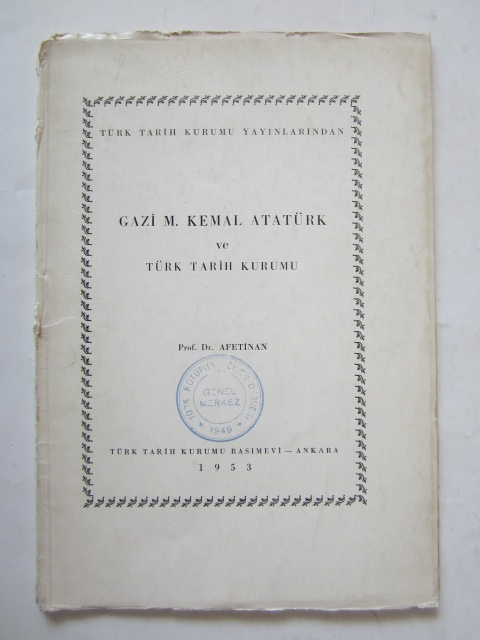 TÜRK TARİH KURUMU YAYINLARINDAN
GAZİ M. KEMAL ATATÜRK
ve
TÜRK TARİH KURUMU
Prof. Dr. AFETİNAN
TÜRK
GENEL
MERKEZ
* 1949 *
TÜRK TARİH KURUMU BASIMEVİ — ANKARA
1953